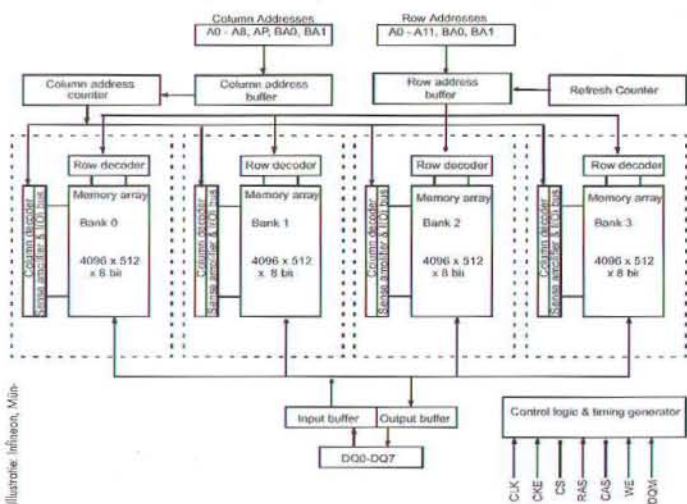 Column Addresses
A0 - A8, AP, BA0, BA1
Row Addresses
A0 - A11, BA0, BA1
Column address
counter
Column address
buffer
Row address
buffer
Refresh Counter
Row decoder
Memory array
Bank 0
4096 x 512
x 8 bit
Column decoder
Sense amplifier & I(O) bus
Row decoder
Memory array
Bank 1
4096 x 512
x 8 bit
Column decoder
Sense amplifier & I(O) bus
Row decoder
Memory array
Bank 2
4096 x 512
x 8 bit
Column decoder
Sense amplifier & I(O) bus
Row decoder
Memory array
Bank 3
4096 x 512
x 8 bit
Column decoder
Sense amplifier & I(O) bus
Input buffer
Output buffer
DQ0-DQ7
Control logic & timing generator
CLK
CKE
CS
RAS
CAS
WE
DQM
Illustratie: Infineon, Mün-